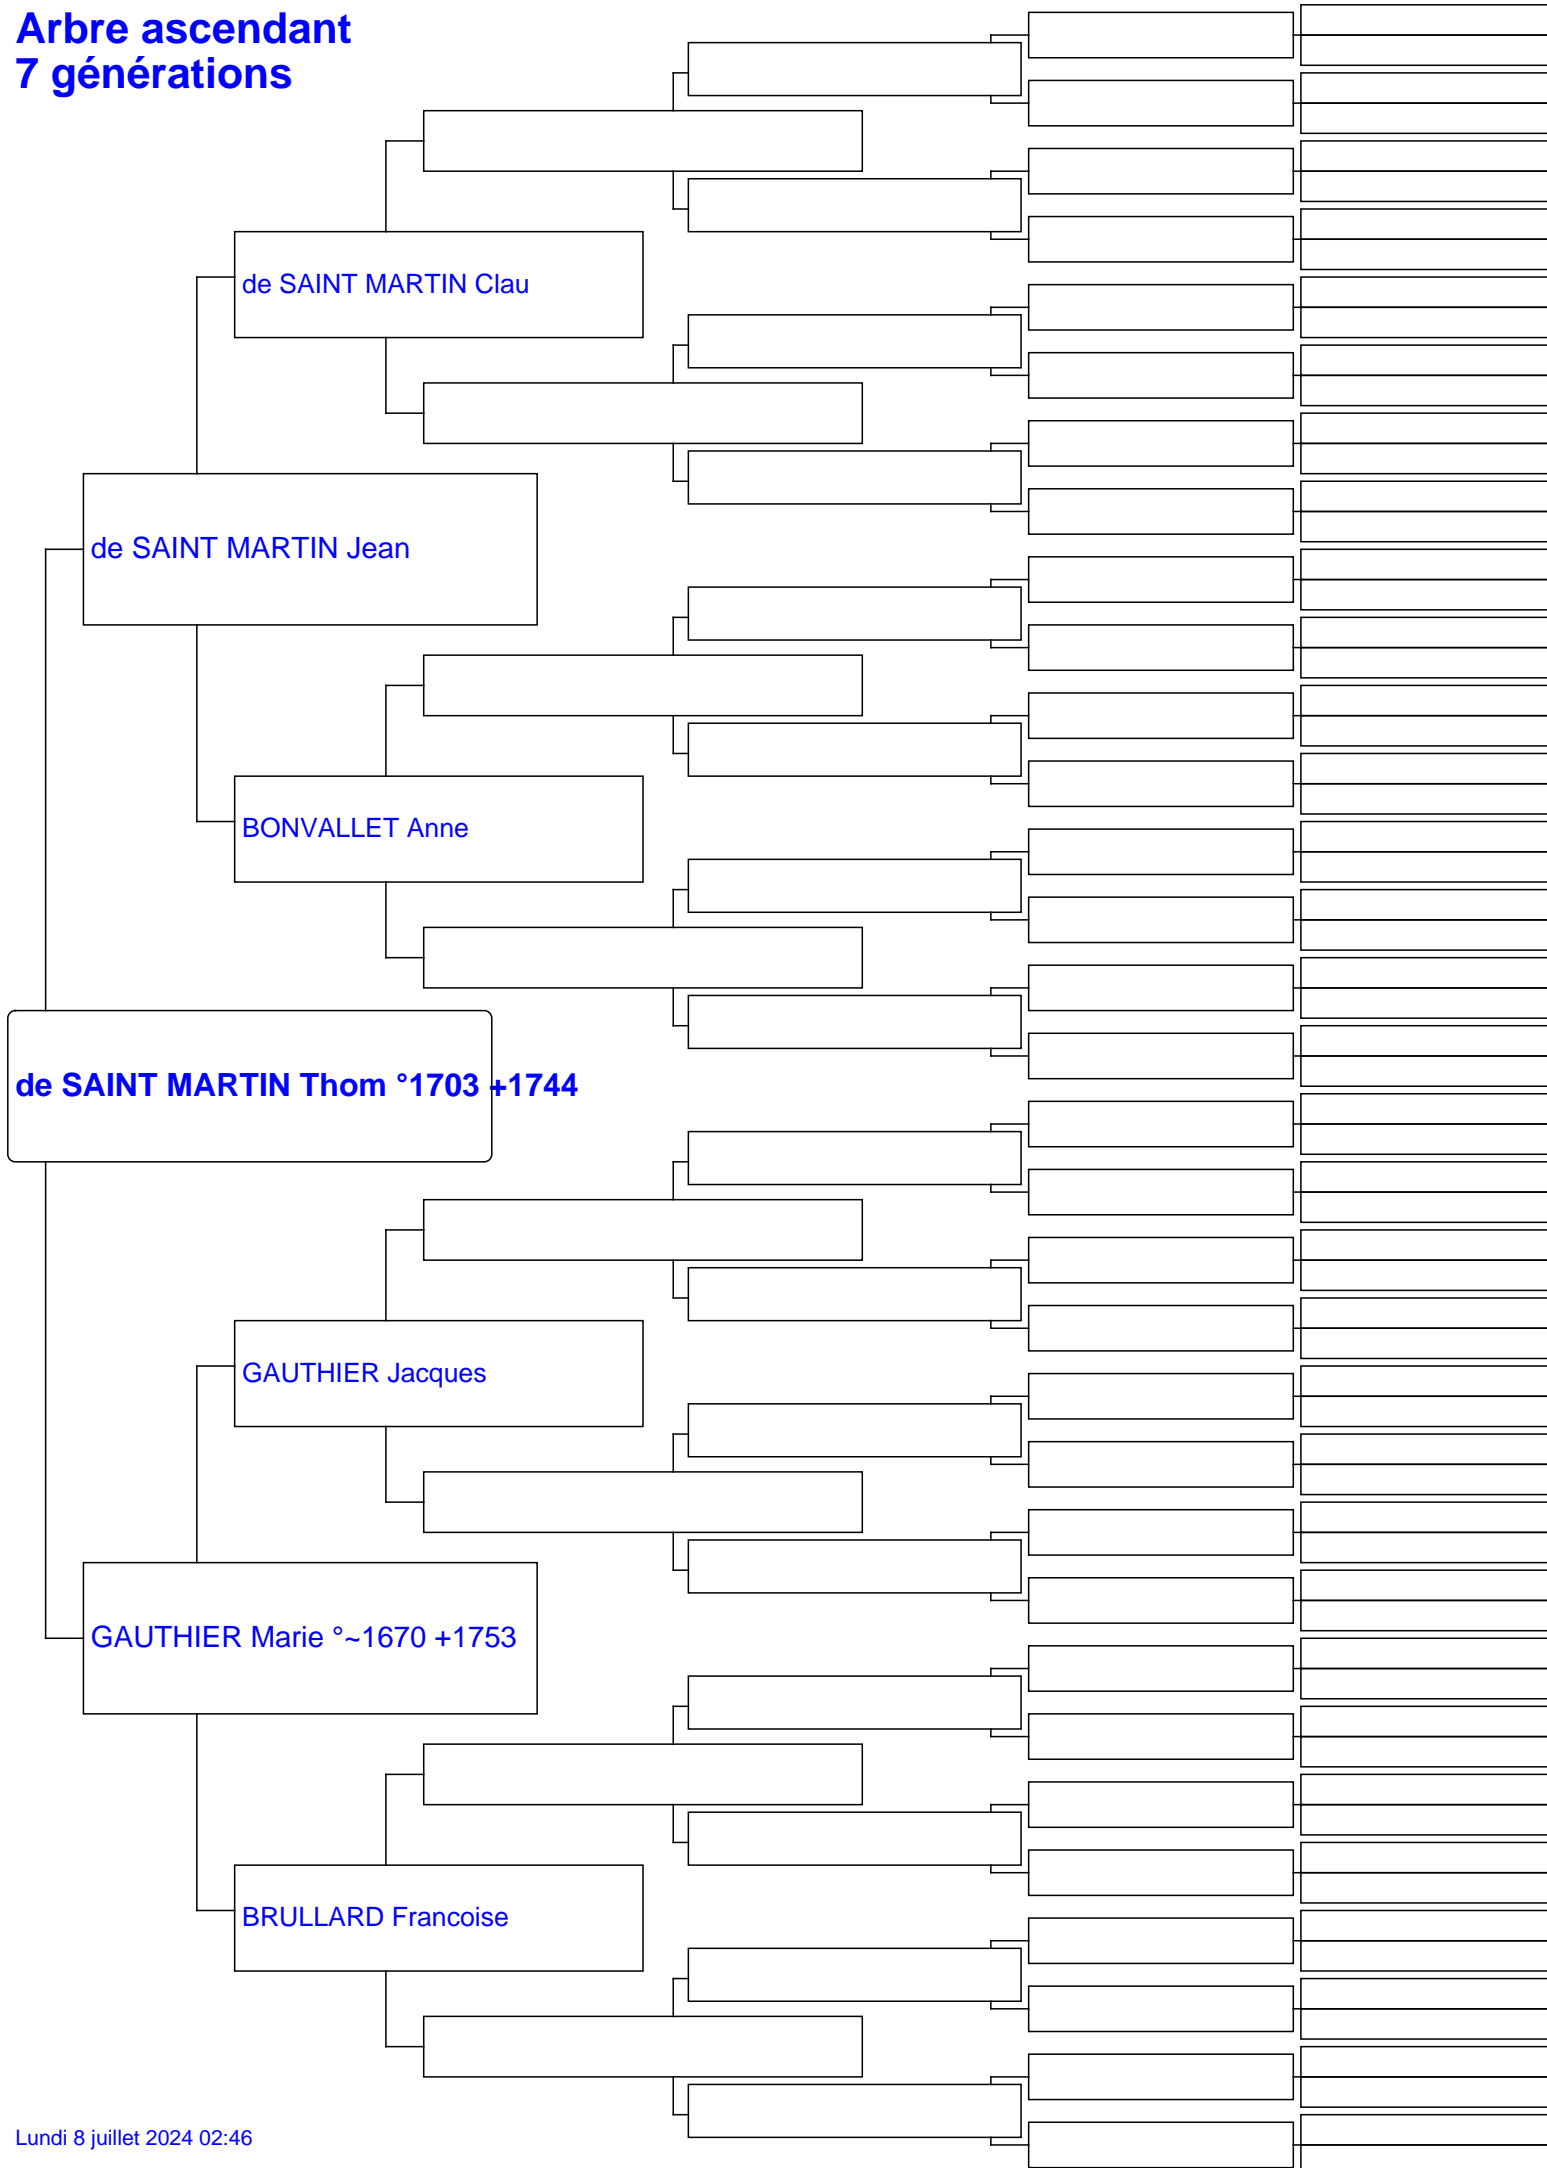 Arbre ascendant
7 générations
de SAINT MARTIN Clau
de SAINT MARTIN Jean
BONVALLET Anne
de SAINT MARTIN Thom °1703 +1744
GAUTHIER Jacques
GAUTHIER Marie °~1670 +1753
BRULLARD Francoise
Lundi 8 juillet 2024 02:46